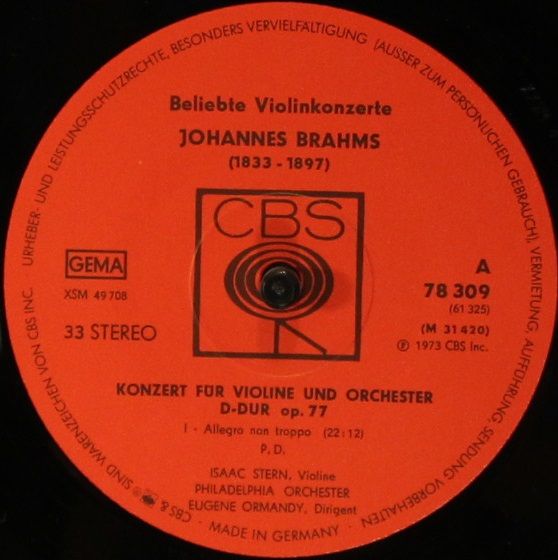 URHEBER- UND LEISTUNGSSCHUTZRECHTE, BESONDERS VERVIELFÄLTIGUNG (AUSSER ZUM PERSÖNLICHEN GEBRAUCH), VERMIETUNG, AUFFÜHRUNG, SENDUNG VORBEHALTEN
Beliebte Violinkonzerte
JOHANNES BRAHMS
(1833 - 1897)
CBS
GEMA
XSM 49 708
33 STEREO
A
78 309
(61 325)
(M 31 420)
Ⓟ 1973 CBS Inc.
KONZERT FÜR VIOLINE UND ORCHESTER
D-DUR op. 77
I - Allegro non troppo (22:12)
P. D.
ISAAC STERN, Violine
PHILADELPHIA ORCHESTER
EUGENE ORMANDY, Dirigent
CBS & ® SIND WARENZEICHEN VON CBS INC.
· MADE IN GERMANY ·